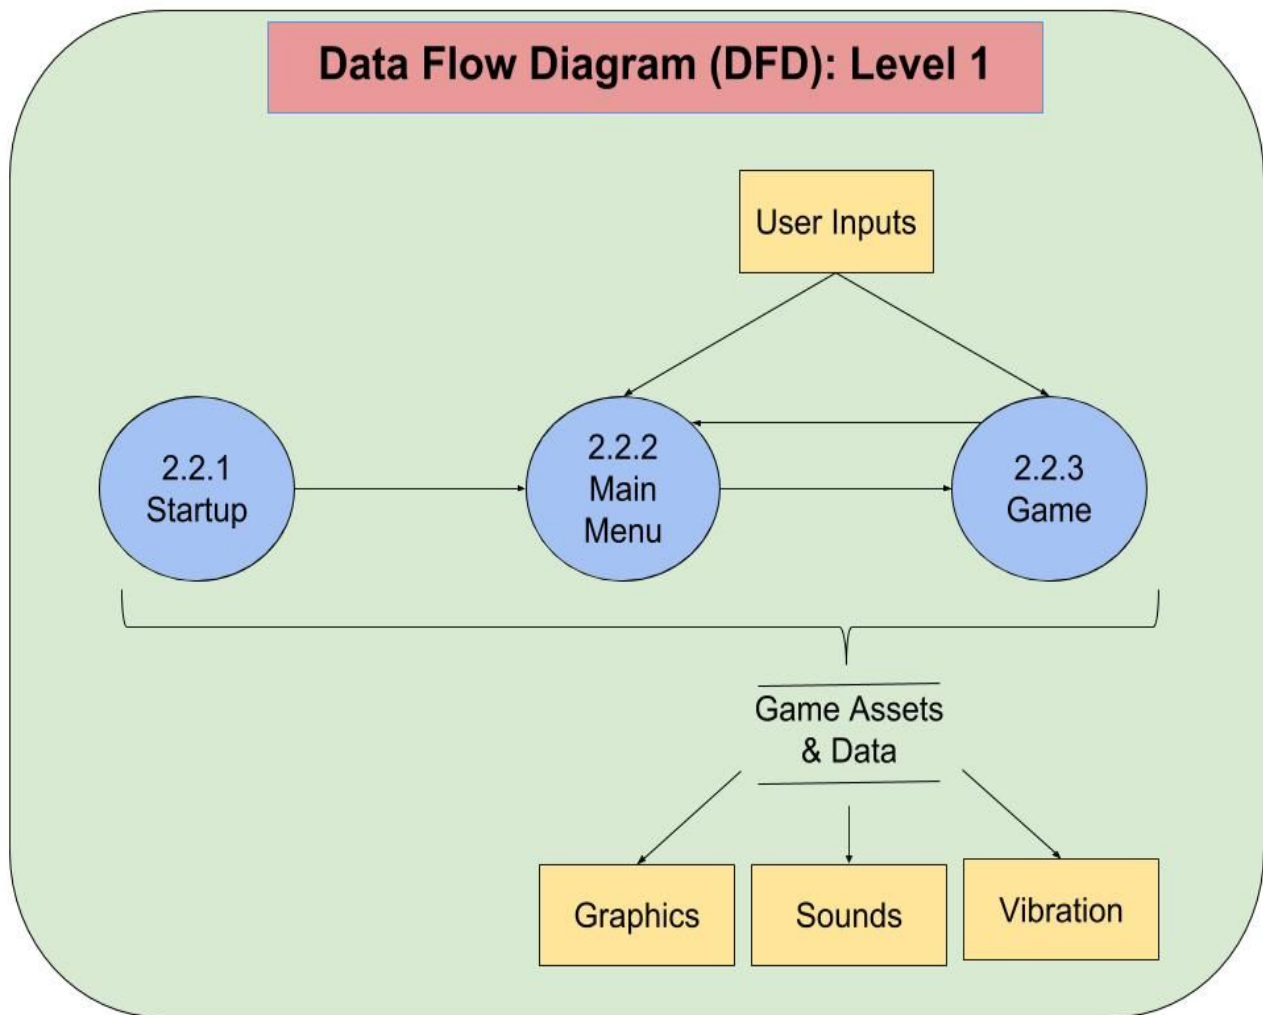 Data Flow Diagram (DFD): Level 1
User Inputs
2.2.1
Startup
2.2.2
Main
Menu
2.2.3
Game
Game Assets
& Data
Graphics
Sounds
Vibration